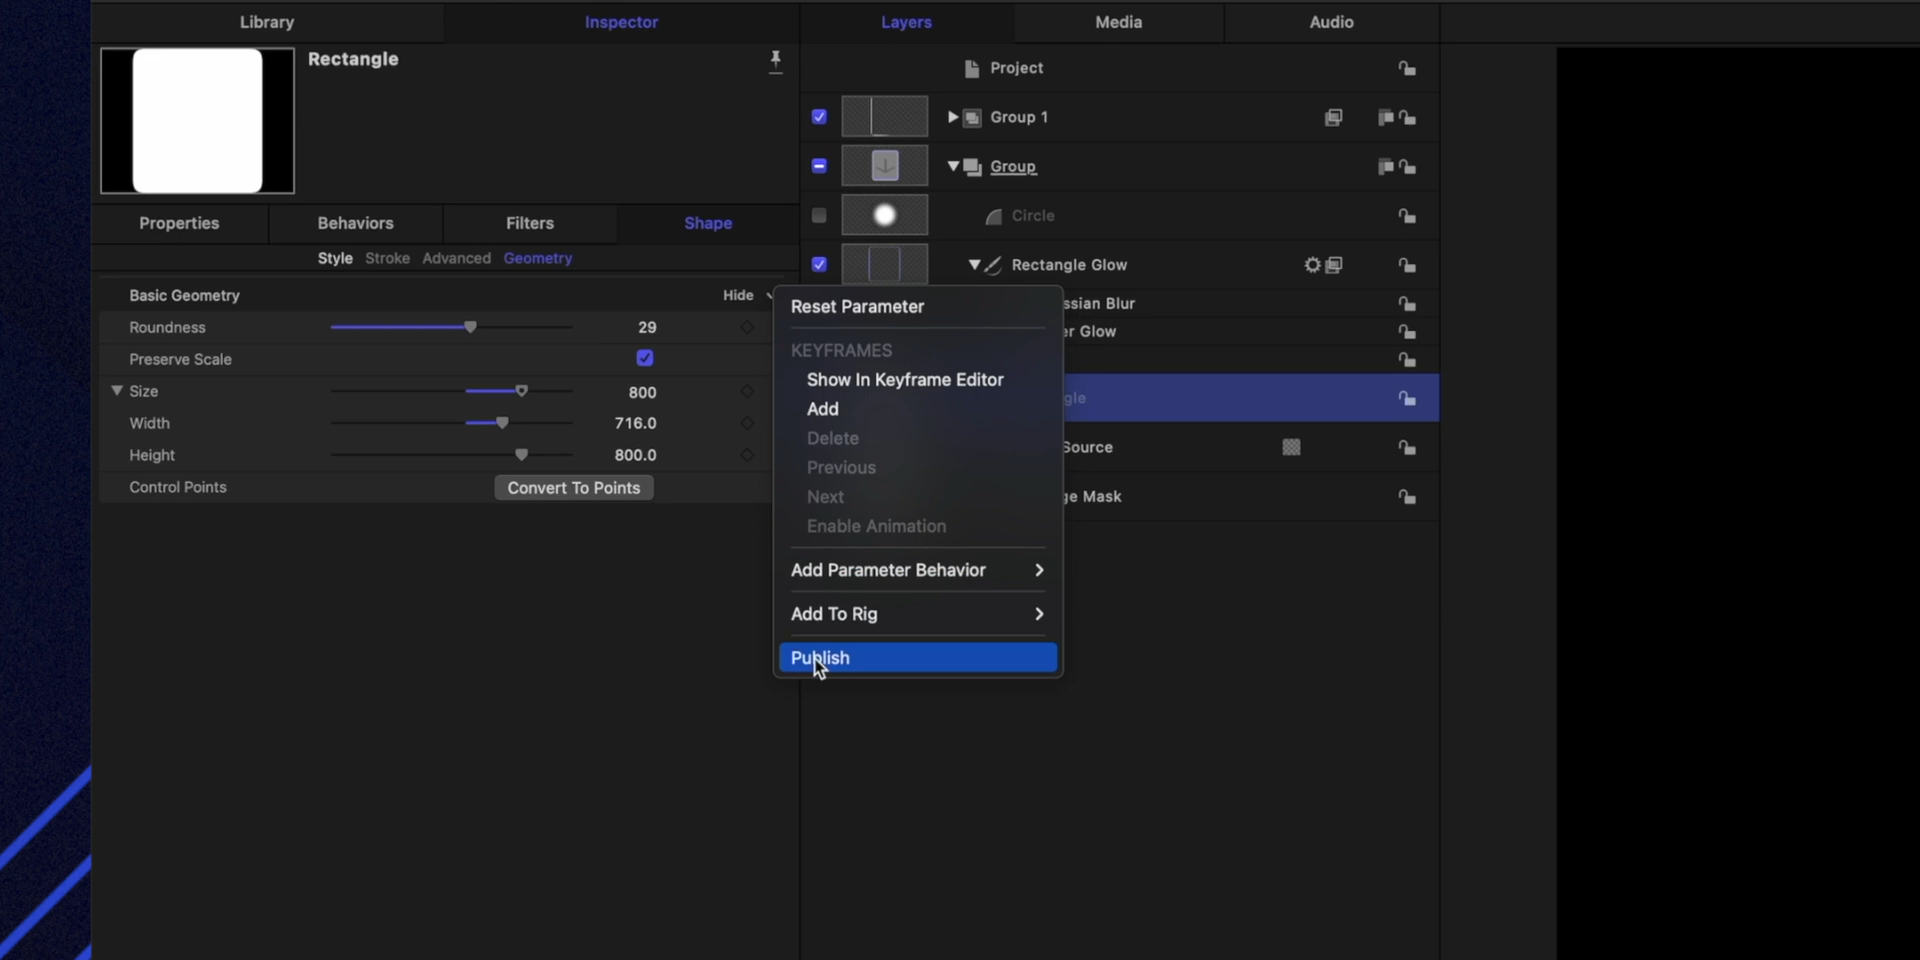 Library
Inspector
Layers
Media
Audio
Rectangle
Project
Group 1
Group
Circle
Rectangle Glow
Properties
Behaviors
Filters
Shape
Style
Stroke
Advanced
Geometry
Basic Geometry
Hide
Roundness
29
Preserve Scale
Size
800
Width
716.0
Height
800.0
Control Points
Convert To Points
Reset Parameter
KEYFRAMES
Show In Keyframe Editor
Add
Delete
Previous
Next
Enable Animation
Add Parameter Behavior
Add To Rig
Publish
ssian Blur
er Glow
gle
Source
ge Mask